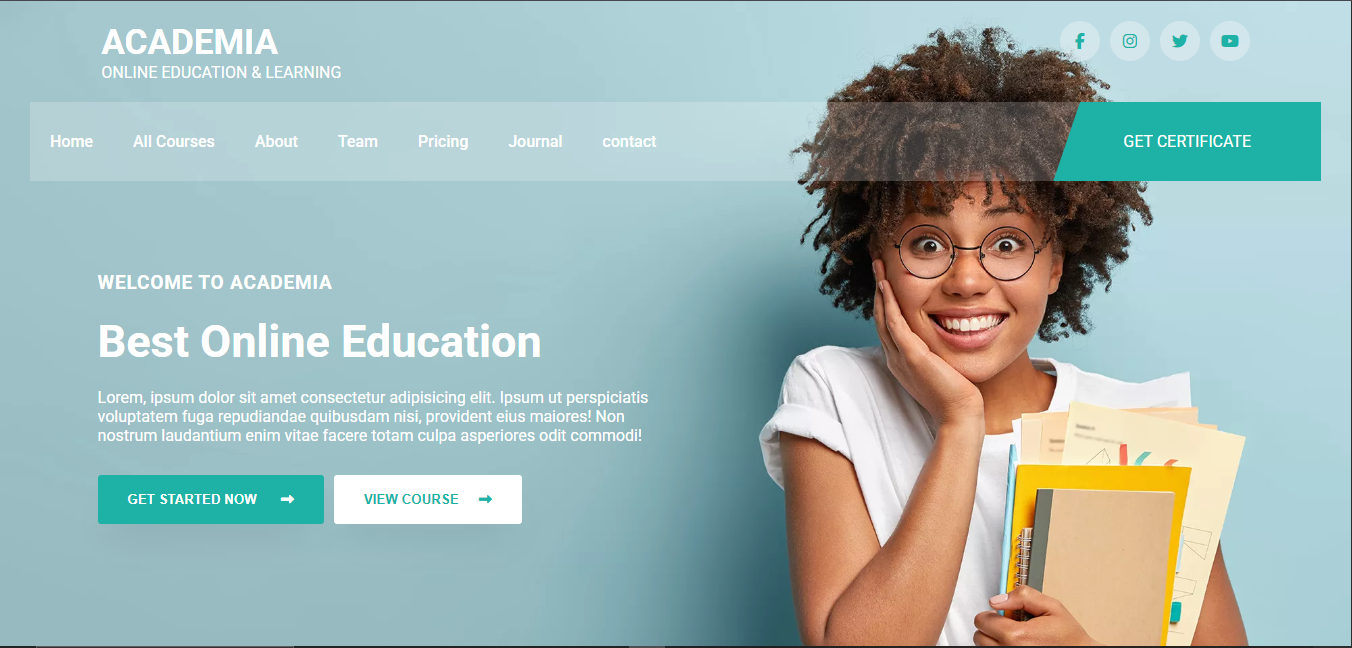 ACADEMIA
ONLINE EDUCATION & LEARNING
Home All Courses About Team Pricing Journal contact GET CERTIFICATE
WELCOME TO ACADEMIA
Best Online Education
Lorem, ipsum dolor sit amet consectetur adipisicing elit. Ipsum ut perspiciatis
voluptatem fuga repudiandae quibusdam nisi, provident eius maiores! Non
nostrum laudantium enim vitae facere totam culpa asperiores odit commodi!
GET STARTED NOW VIEW COURSE